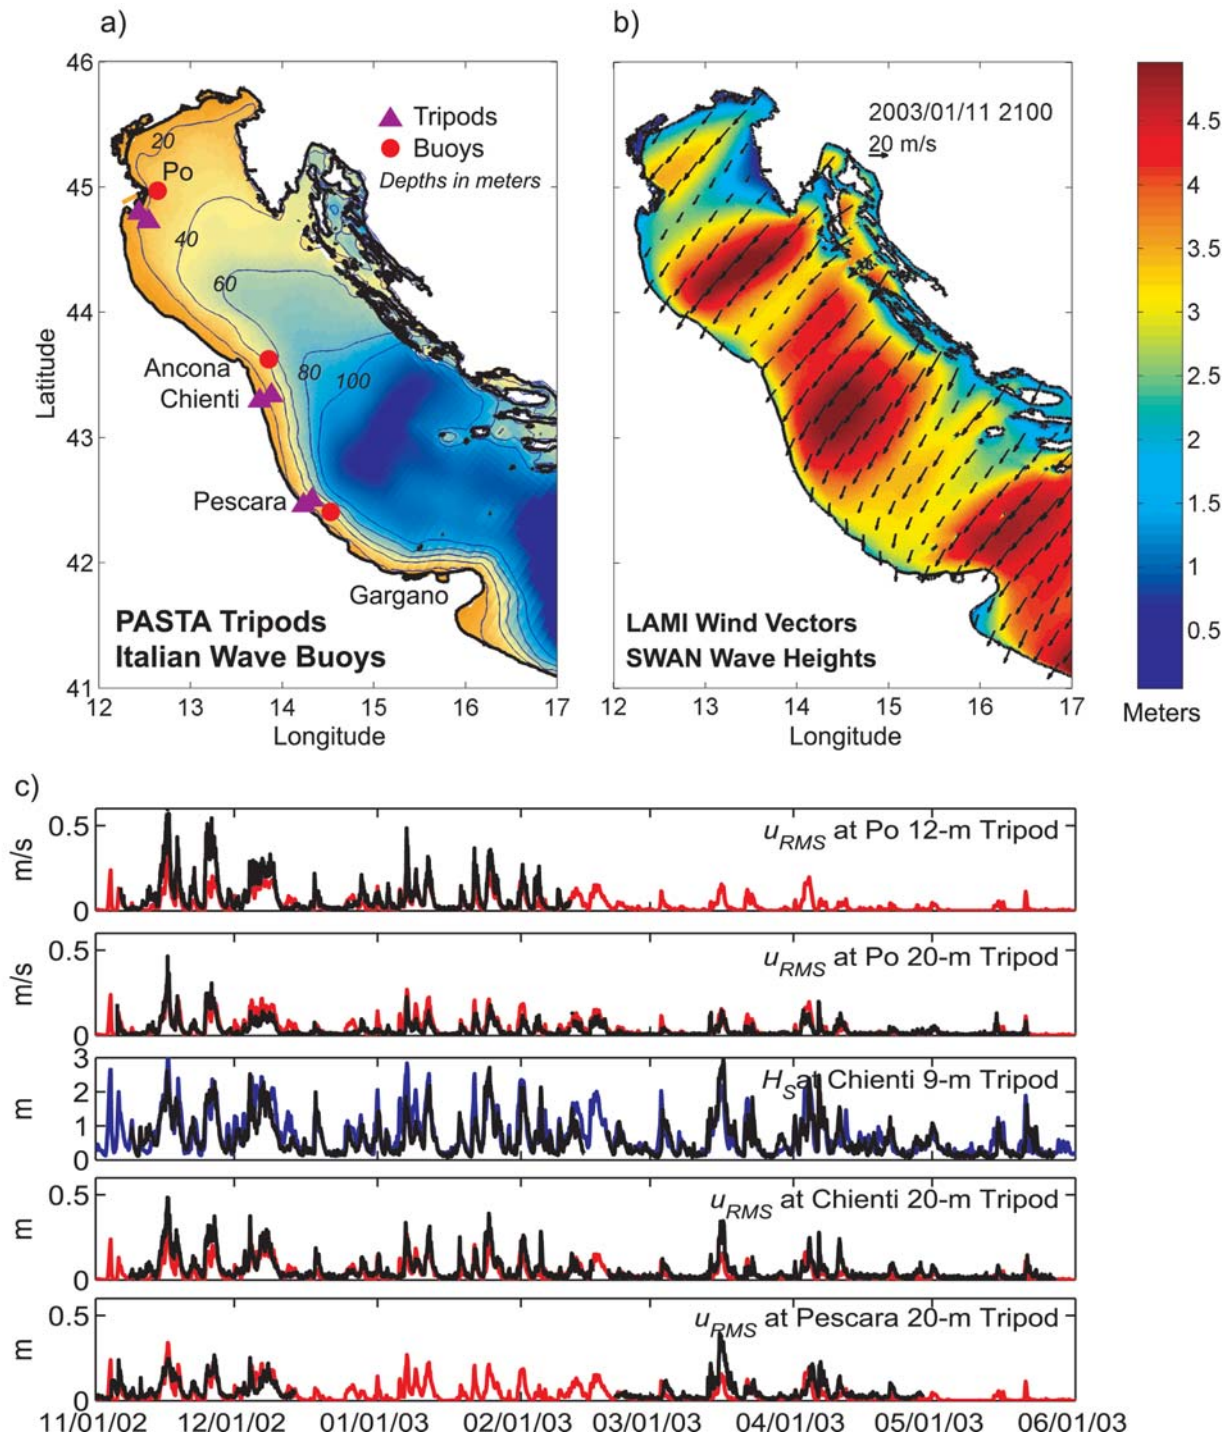 a)
b)
46
45
44
43
42
41
Latitude
12
13
14
15
16
17
Longitude
Tripods
Buoys
Depths in meters
20
Po
40
60
80
100
Ancona
Chienti
Pescara
Gargano
PASTA Tripods
Italian Wave Buoys
2003/01/11 2100
20 m/s
LAMI Wind Vectors
SWAN Wave Heights
12
13
14
15
16
17
Longitude
4.5
4
3.5
3
2.5
2
1.5
1
0.5
Meters
c)
m/s
0.5
0
uRMS at Po 12-m Tripod
m/s
0.5
0
uRMS at Po 20-m Tripod
m
3
2
1
0
HS at Chienti 9-m Tripod
m
0.5
0
uRMS at Chienti 20-m Tripod
m
0.5
0
uRMS at Pescara 20-m Tripod
11/01/02
12/01/02
01/01/03
02/01/03
03/01/03
04/01/03
05/01/03
06/01/03